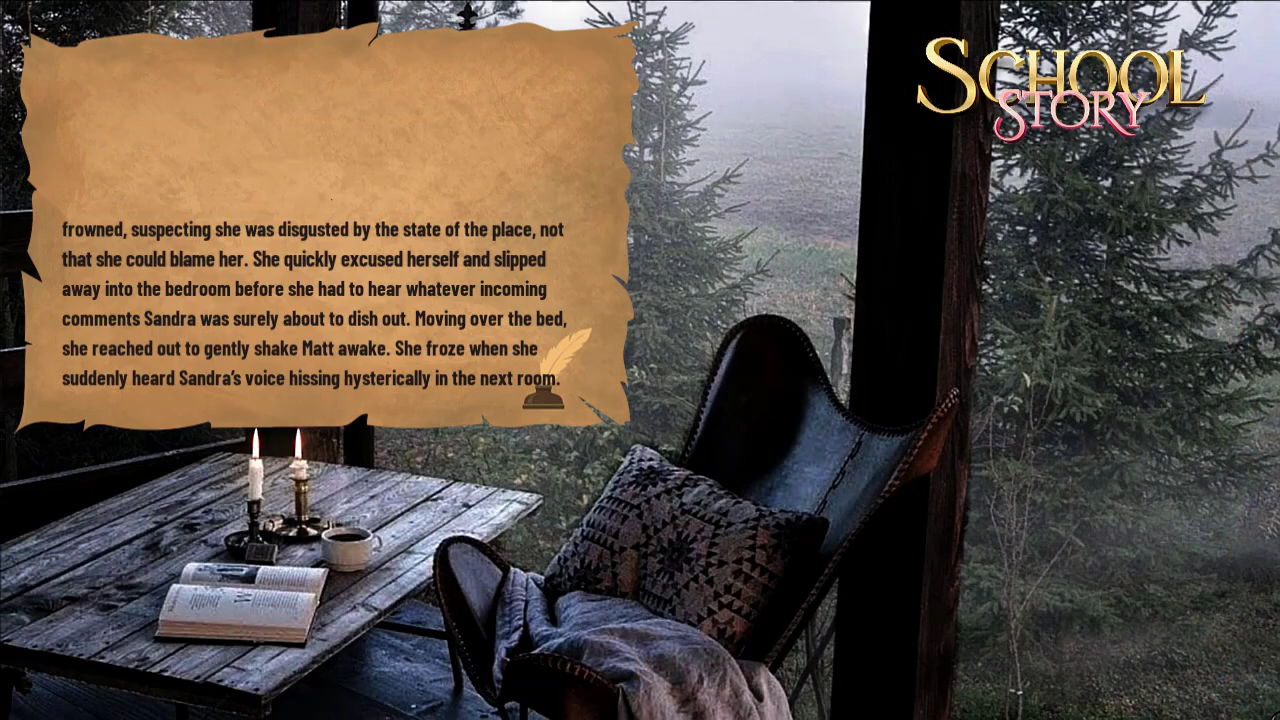 frowned, suspecting she was disgusted by the state of the place, not
that she could blame her. She quickly excused herself and slipped
away into the bedroom before she had to hear whatever incoming
comments Sandra was surely about to dish out. Moving over the bed,
she reached out to gently shake Matt awake. She froze when she
suddenly heard Sandra’s voice hissing hysterically in the next room.
SCHOOL
STORY